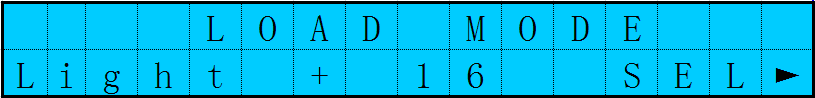 LOAD MODE
Light + 16 SEL►